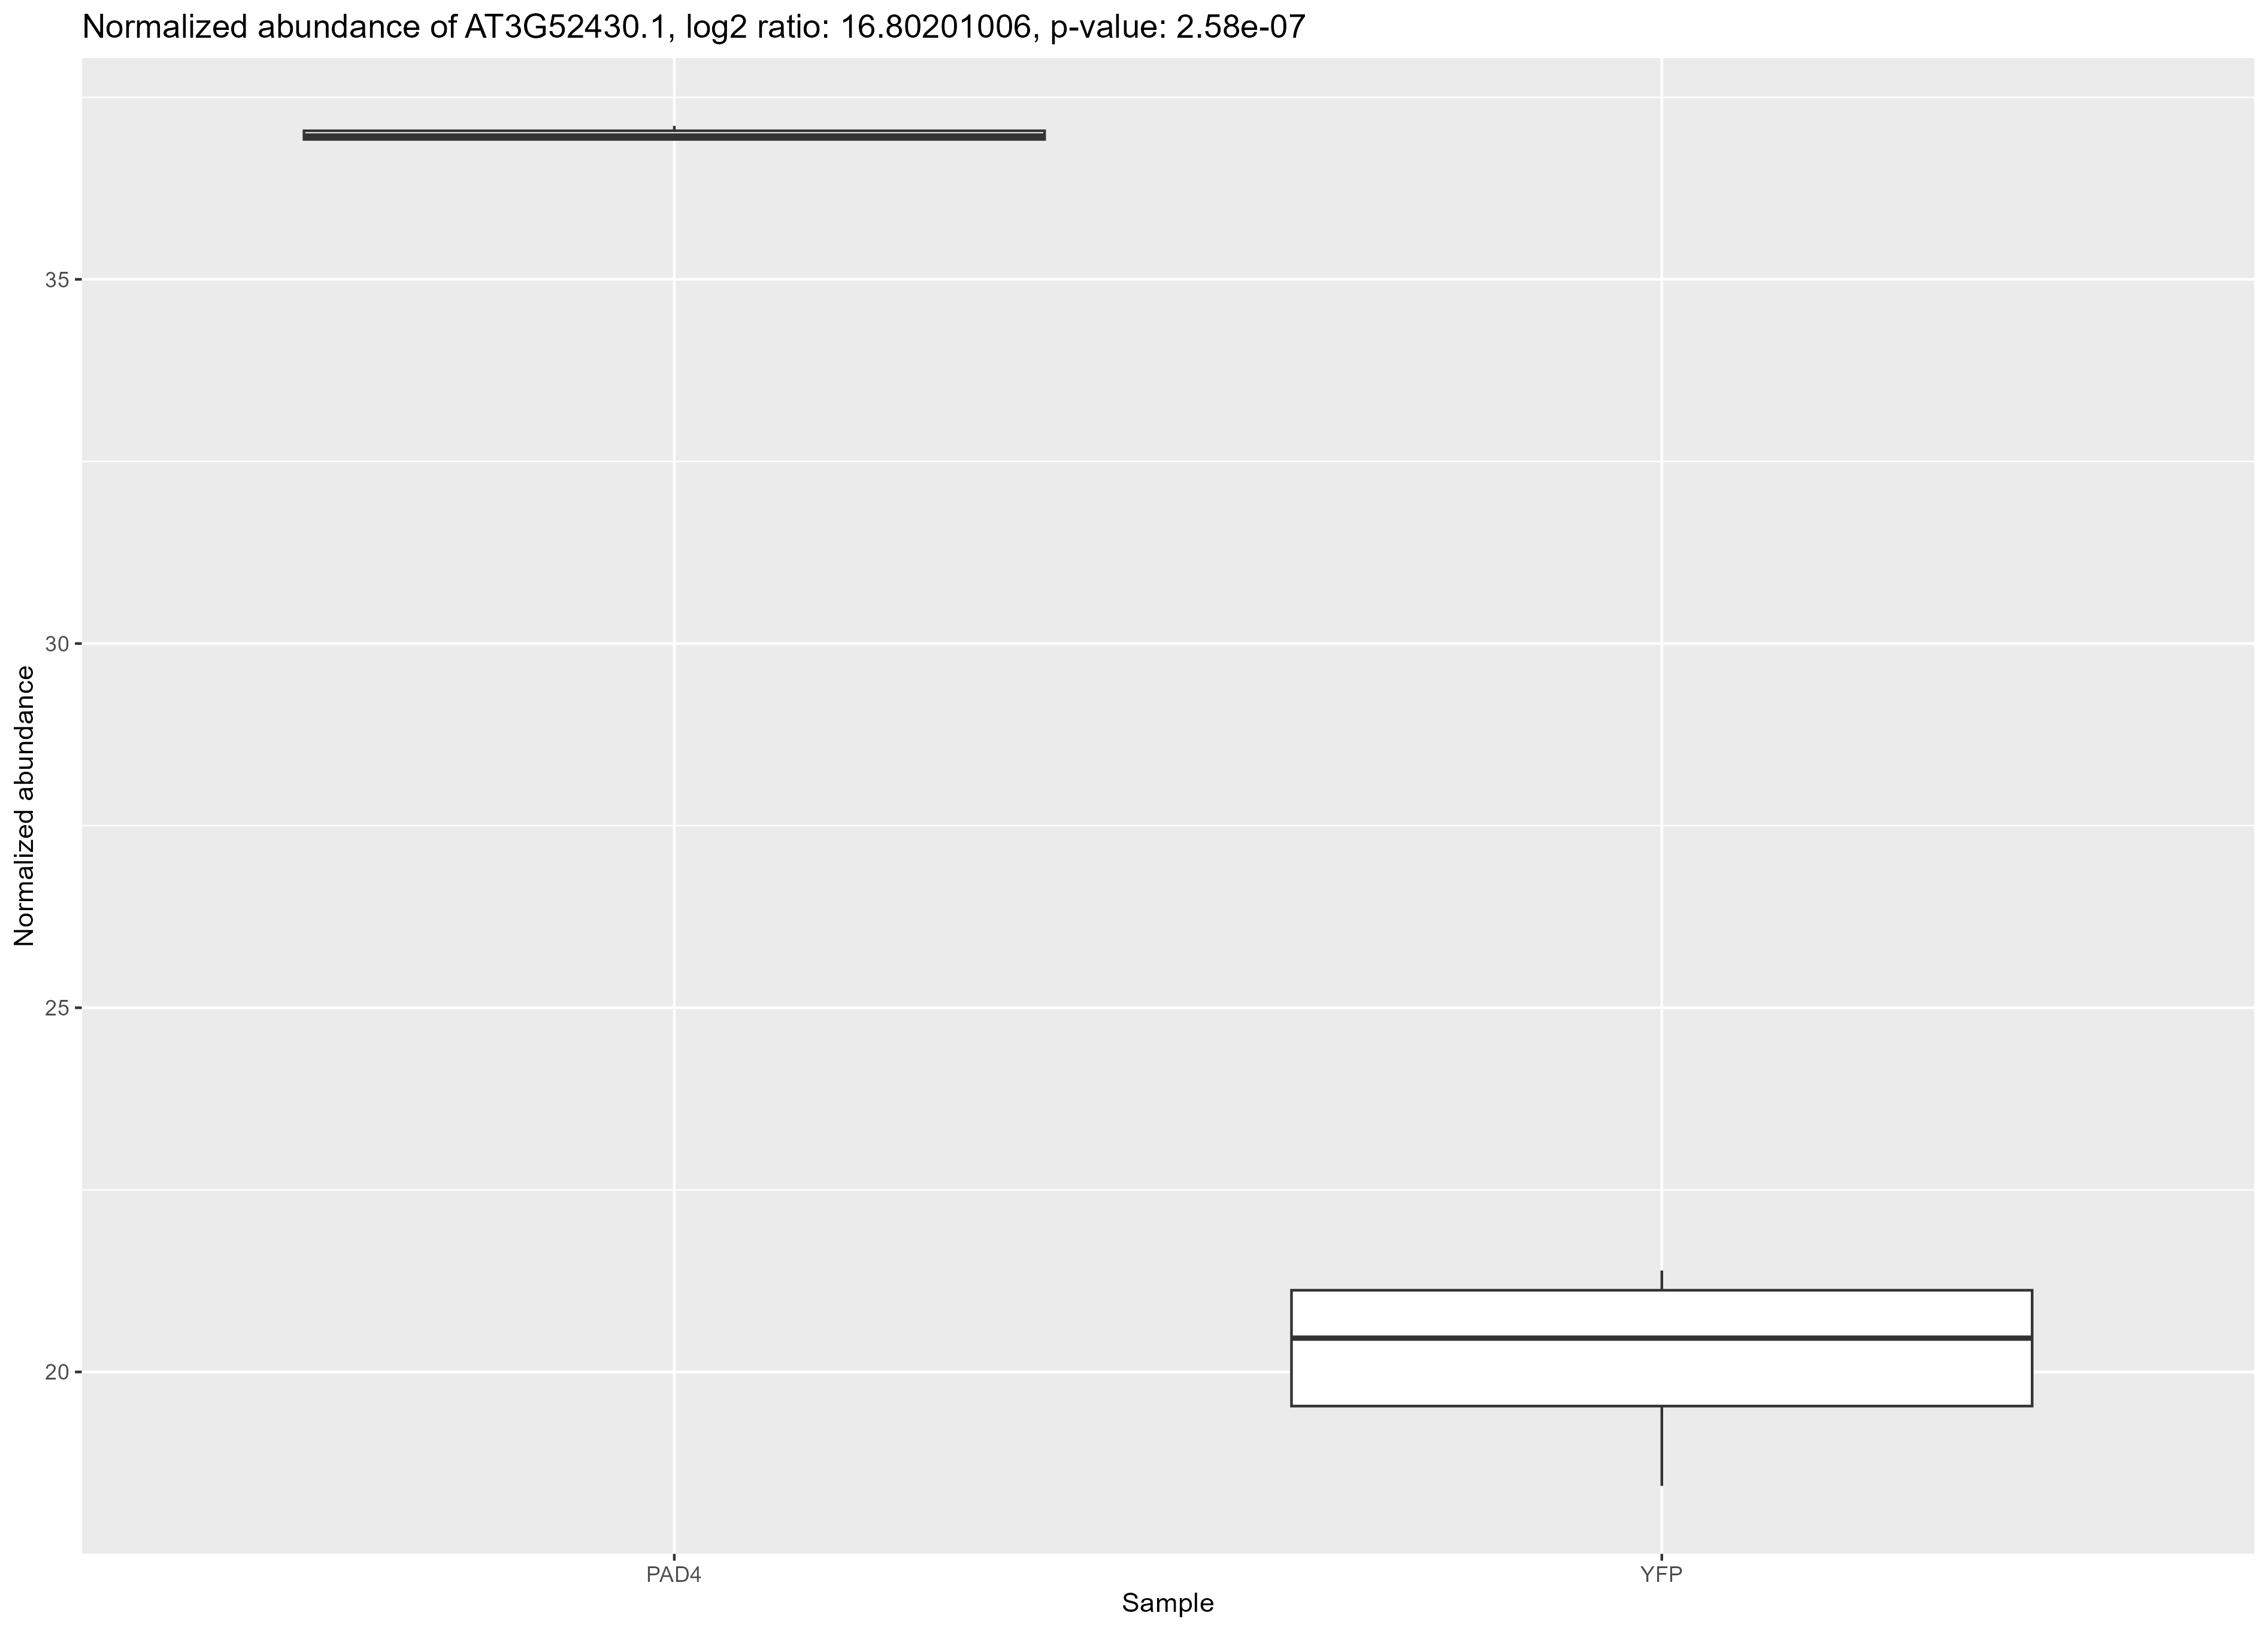 Normalized abundance of AT3G52430.1, log2 ratio: 16.80201006, p-value: 2.58e-07
Normalized abundance
35
30
25
20
PAD4
YFP
Sample